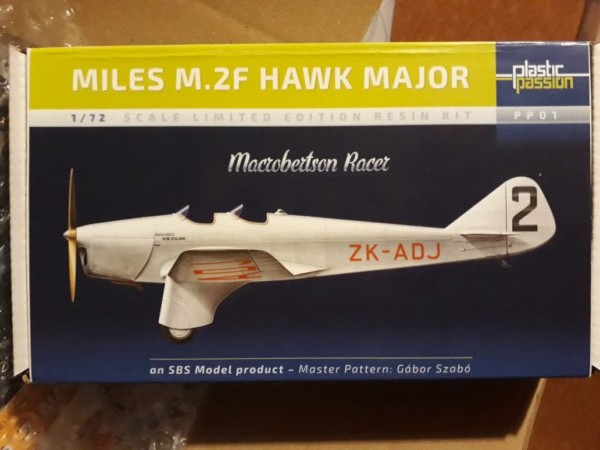 MILES M.2F HAWK MAJOR
plastic
passion
1/72 SCALE LIMITED EDITION RESIN KIT
PP01
Macrobertson Racer
2
ZK-ADJ
an SBS Model product – Master Pattern: Gábor Szabó